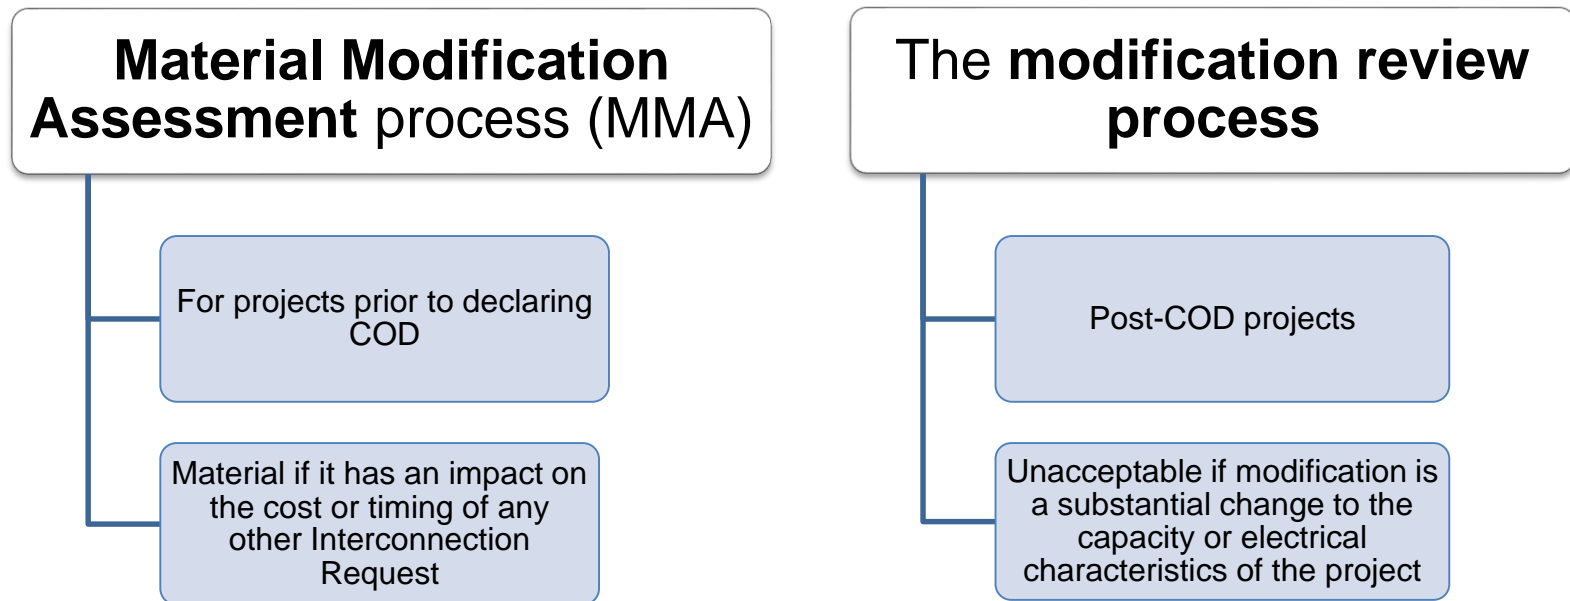 Material Modification
Assessment process (MMA)
For projects prior to declaring
COD
Material if it has an impact on
the cost or timing of any
other Interconnection
Request
The modification review
process
Post-COD projects
Unacceptable if modification is
a substantial change to the
capacity or electrical
characteristics of the project